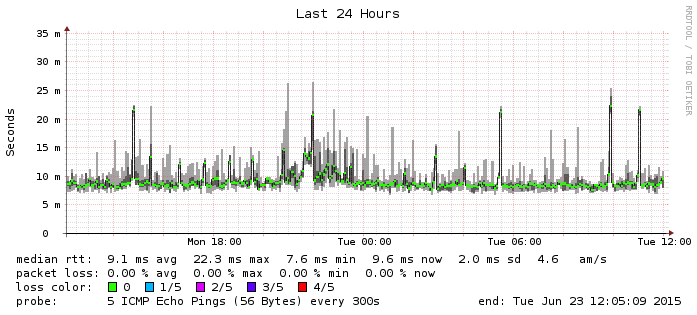 Last 24 Hours
RRDTOOL / TOBI OETIKER
35 m
30 m
25 m
20 m
15 m
10 m
5 m
0
Seconds
Mon 18:00 Tue 00:00 Tue 06:00 Tue 12:00
median rtt: 9.1 ms avg 22.3 ms max 7.6 ms min 9.6 ms now 2.0 ms sd 4.6 am/s
packet loss: 0.00 % avg 0.00 % max 0.00 % min 0.00 % now
loss color: 0 1/5 2/5 3/5 4/5
probe: 5 ICMP Echo Pings (56 Bytes) every 300s end: Tue Jun 23 12:05:09 2015